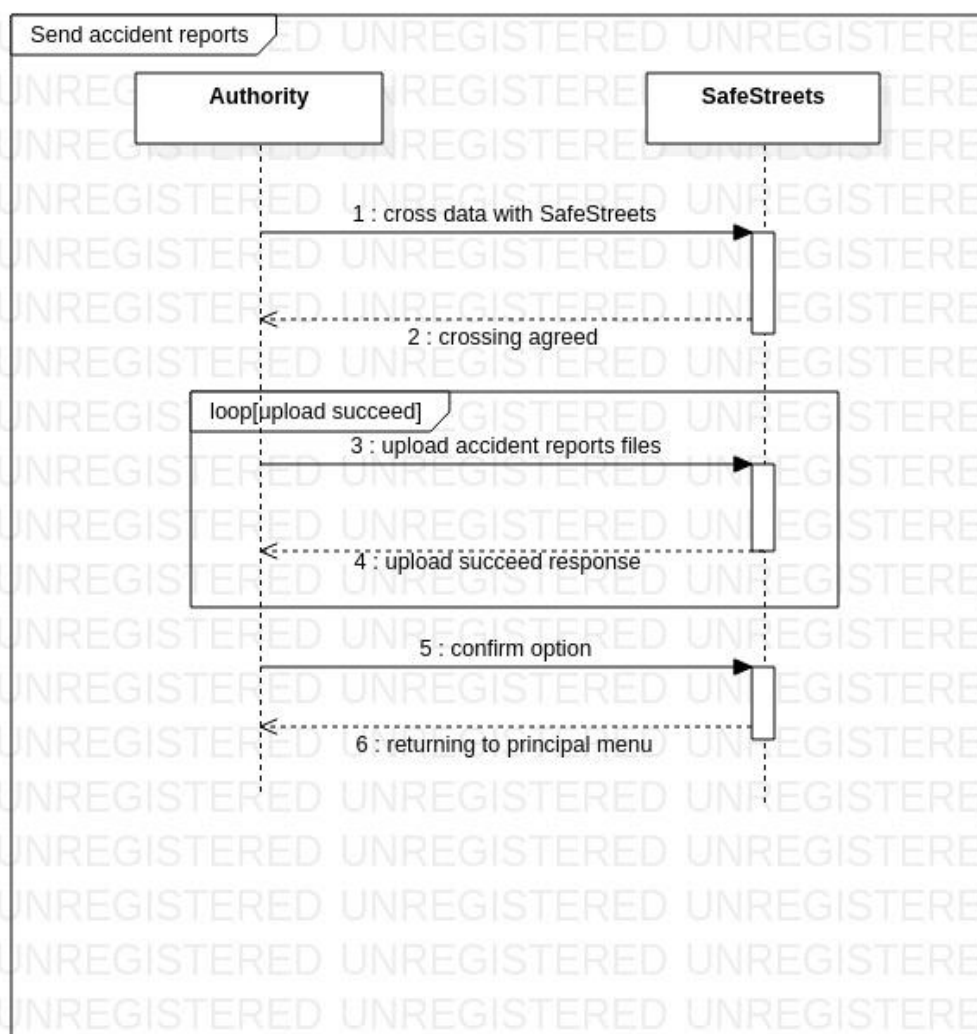 Send accident reports
Authority
SafeStreets
1 : cross data with SafeStreets
2 : crossing agreed
loop[upload succeed]
3 : upload accident reports files
4 : upload succeed response
5 : confirm option
6 : returning to principal menu
UNREGISTERED